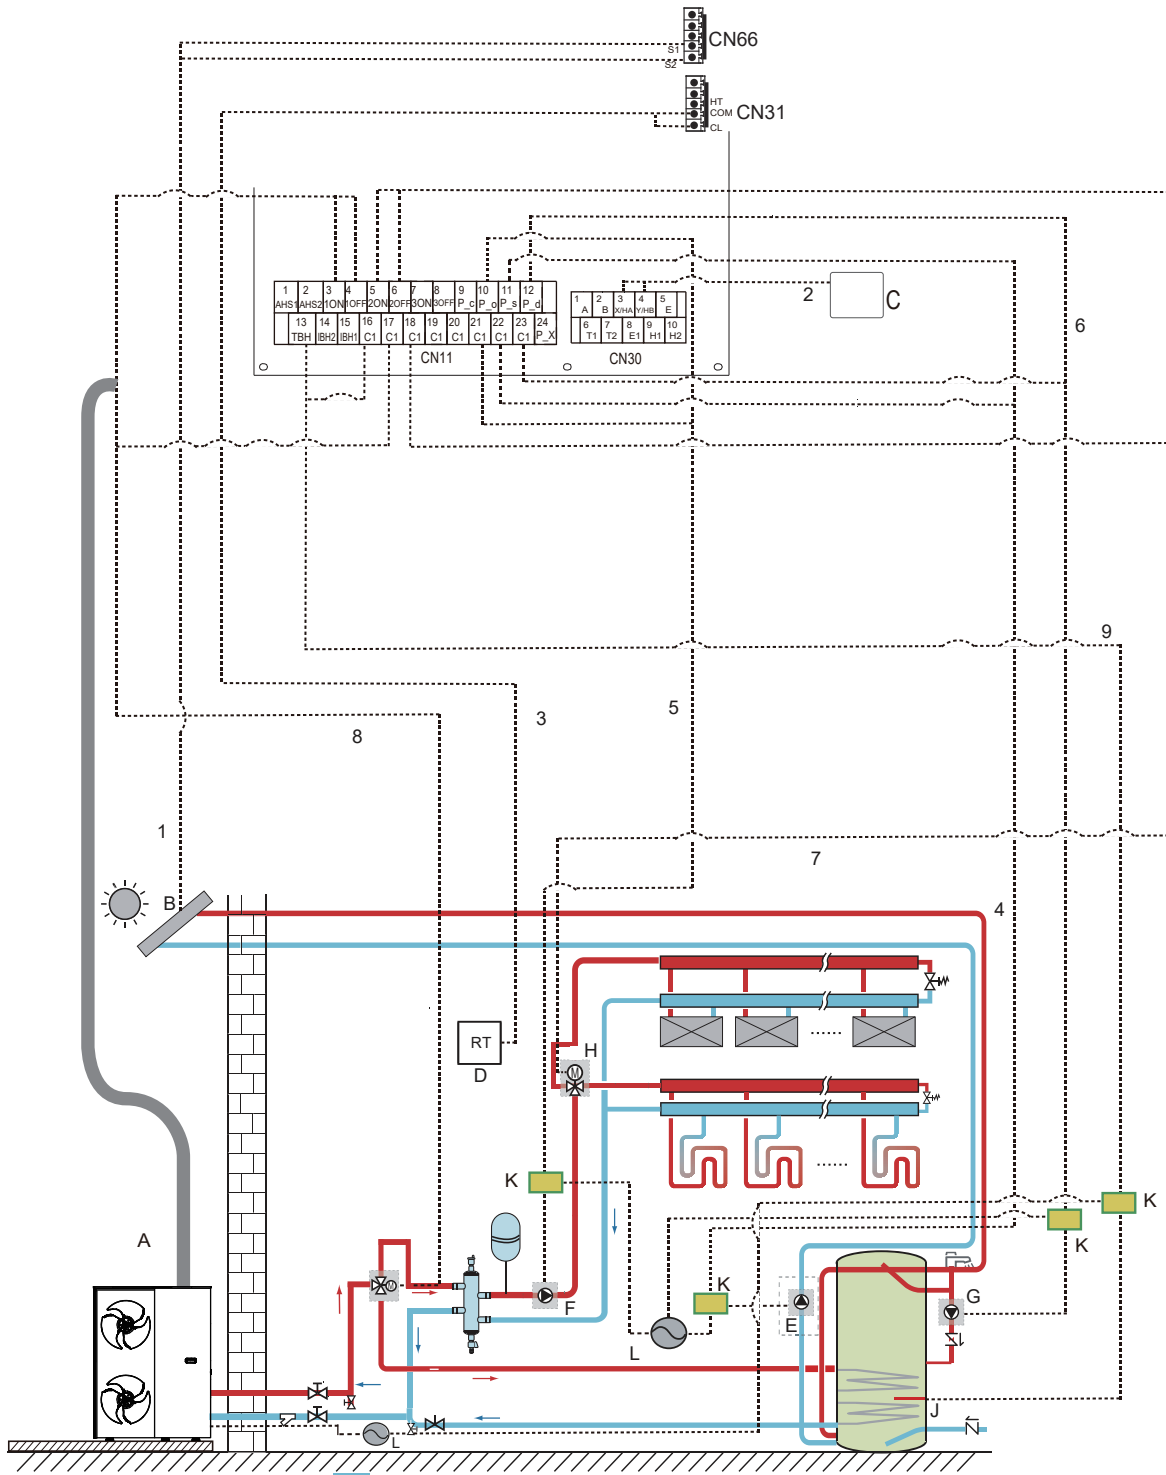 CN66
S1
S2
HT
COM
CN31
CL
1 2 3 4 5 6 7 8 9 10 11 12
AHS1 AHS2 1ON 1OFF 2ON 2OFF 3ON 3OFF P_c P_o P_s P_d
13 14 15 16 17 18 19 20 21 22 23 24
TBH IBH2 IBH1 C1 C1 C1 C1 C1 C1 C1 C1 P_X
CN11
1 2 3 4 5
A B X/HA Y/HB E
6 7 8 9 10
T1 T2 E1 H1 H2
CN30
2
C
6
9
5
3
8
1
7
B
4
RT
D
H
M
K
K
K
A
K
G
M
F
E
L
J
L